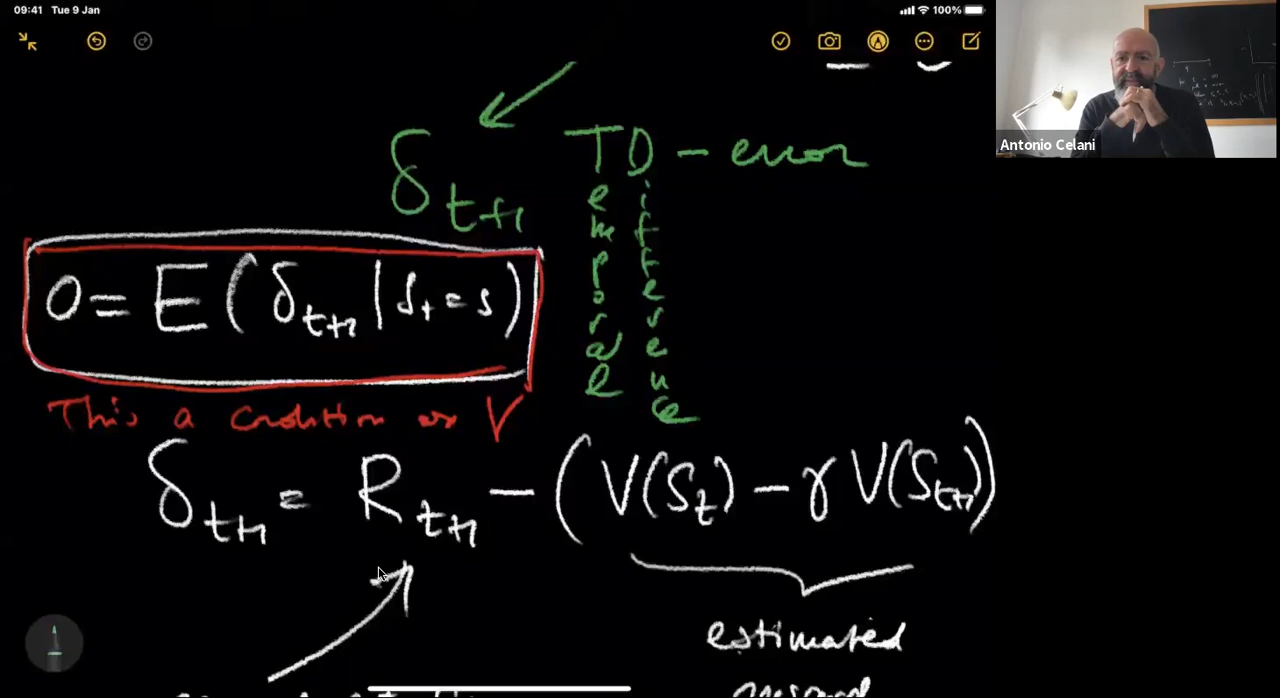 09:41 Tue 9 Jan
100%
Antonio Celani
δ_{t+1} TD - error
Temporal
Difference
0 = E(δ_{t+1} | S_t = s)
This a condition on V
δ_{t+1} = R_{t+1} - (V(S_t) - γ V(S_{t+1}))
estimated